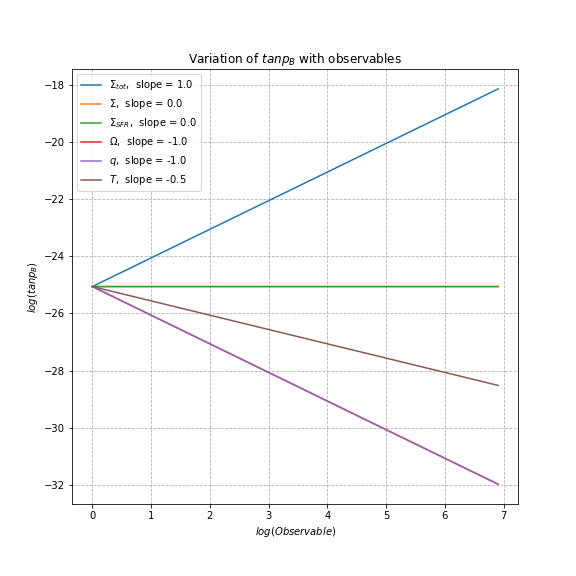 Variation of tanp_B with observables
Σ_tot, slope = 1.0
Σ, slope = 0.0
Σ_SFR, slope = 0.0
Ω, slope = -1.0
q, slope = -1.0
T, slope = -0.5
−18
−20
−22
−24
−26
−28
−30
−32
log(tanp_B)
0 1 2 3 4 5 6 7
log(Observable)